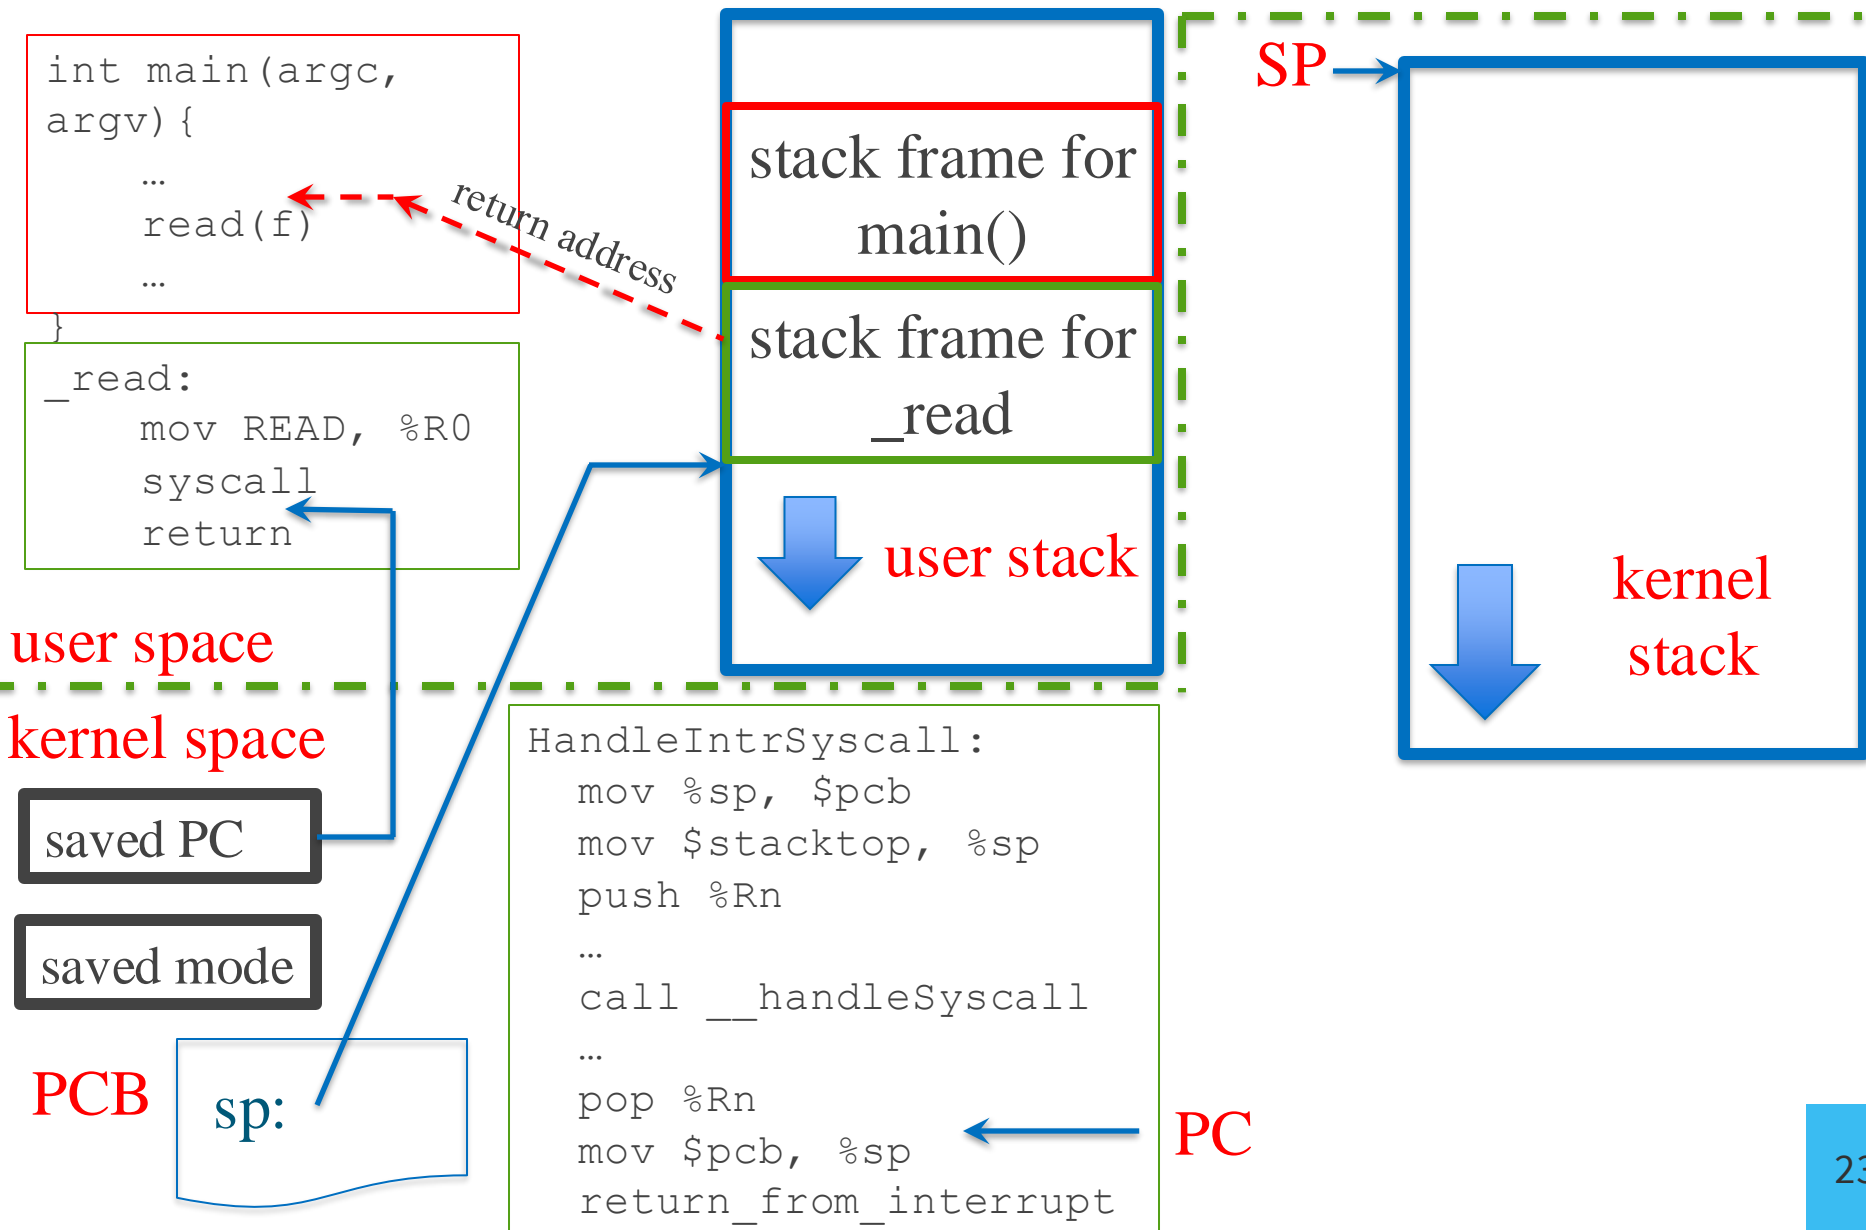 int main(argc,
argv){
…
read(f)
…
}
_read:
mov READ, %R0
syscall
return
return address
stack frame for
main()
stack frame for
_read
user stack
SP
kernel
stack
user space
kernel space
saved PC
saved mode
PCB
sp:
HandleIntrSyscall:
mov %sp, $pcb
mov $stacktop, %sp
push %Rn
…
call __handleSyscall
…
pop %Rn
mov $pcb, %sp
return_from_interrupt
PC
23